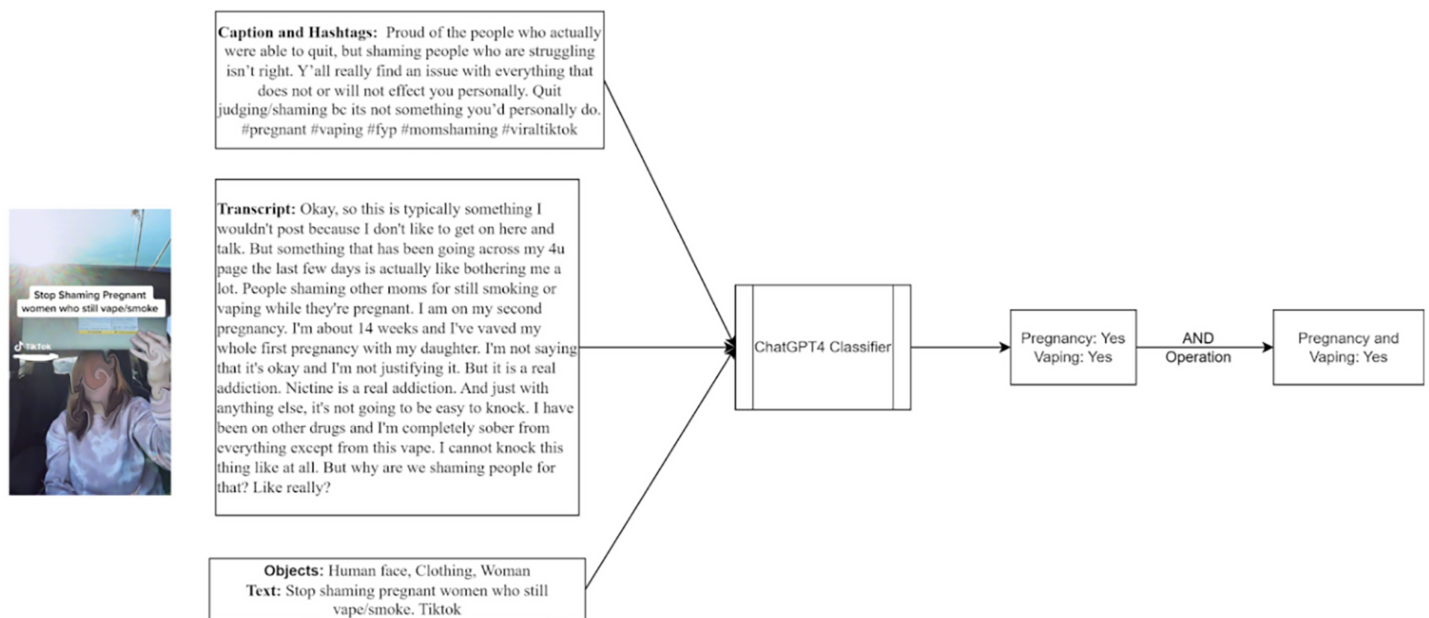 Caption and Hashtags: Proud of the people who actually
were able to quit, but shaming people who are struggling
isn't right. Y'all really find an issue with everything that
does not or will not effect you personally. Quit
judging/shaming bc its not something you'd personally do.
#pregnant #vaping #fyp #momshaming #viraltiktok
Stop Shaming Pregnant
women who still vape/smoke
TikTok
Transcript: Okay, so this is typically something I
wouldn't post because I don't like to get on here and
talk. But something that has been going across my 4u
page the last few days is actually like bothering me a
lot. People shaming other moms for still smoking or
vaping while they're pregnant. I am on my second
pregnancy. I'm about 14 weeks and I've vaved my
whole first pregnancy with my daughter. I'm not saying
that it's okay and I'm not justifying it. But it is a real
addiction. Nictine is a real addiction. And just with
anything else, it's not going to be easy to knock. I have
been on other drugs and I'm completely sober from
everything except from this vape. I cannot knock this
thing like at all. But why are we shaming people for
that? Like really?
Objects: Human face, Clothing, Woman
Text: Stop shaming pregnant women who still
vape/smoke. Tiktok
ChatGPT4 Classifier
Pregnancy: Yes
Vaping: Yes
AND
Operation
Pregnancy and
Vaping: Yes